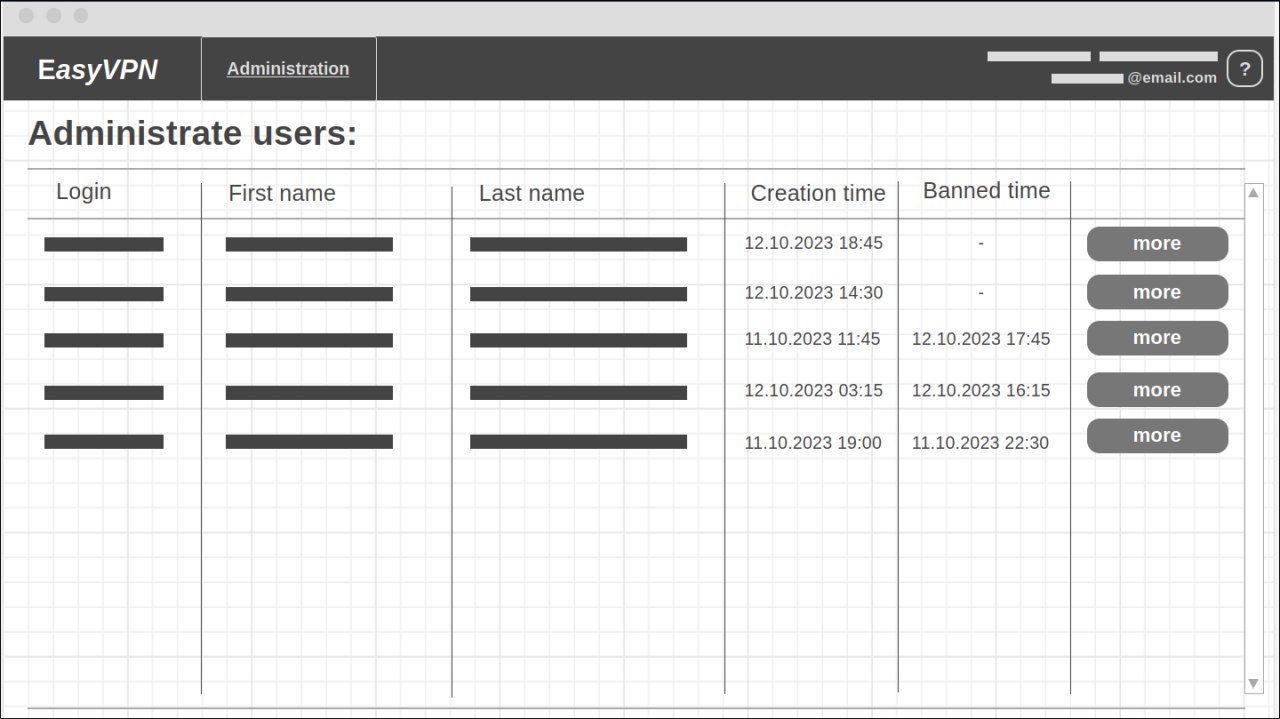 EasyVPN
Administration
@email.com
?
Administrate users:
Login First name Last name Creation time Banned time
12.10.2023 18:45 - more
12.10.2023 14:30 - more
11.10.2023 11:45 12.10.2023 17:45 more
12.10.2023 03:15 12.10.2023 16:15 more
11.10.2023 19:00 11.10.2023 22:30 more